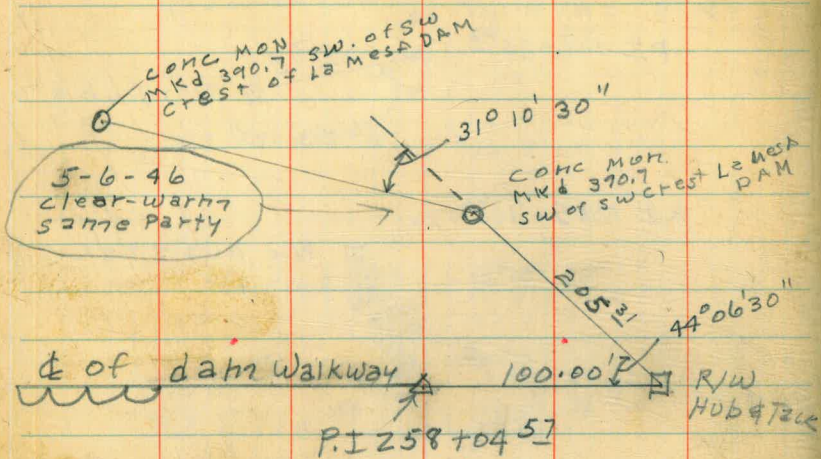 conc MON SW. of SW
MKd 390.7
crest of La Mesa DAM
31° 10' 30"
5-6-46
clear-warm
same Party
conc Mon.
MKd 390.7
SW of SW crest La Mesa DAM
205 31
44° 06' 30"
℄ of dam Walkway
100.00'
R/W
Hub & Tack
P.I 258+04 57